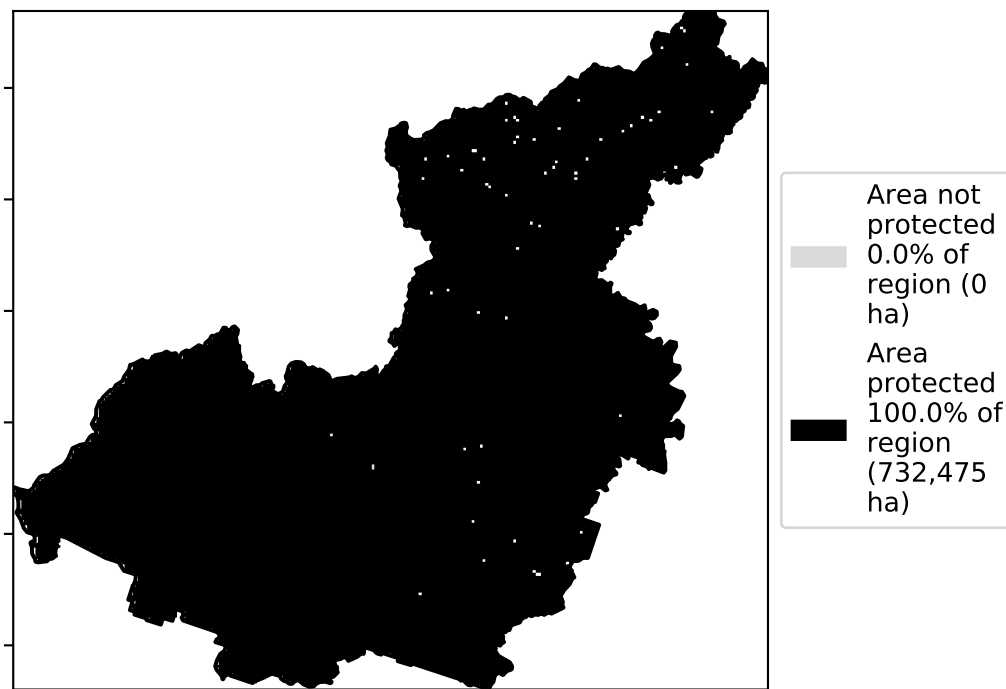 Area not
protected
0.0% of
region (0
ha)
Area
protected
100.0% of
region
(732,475
ha)